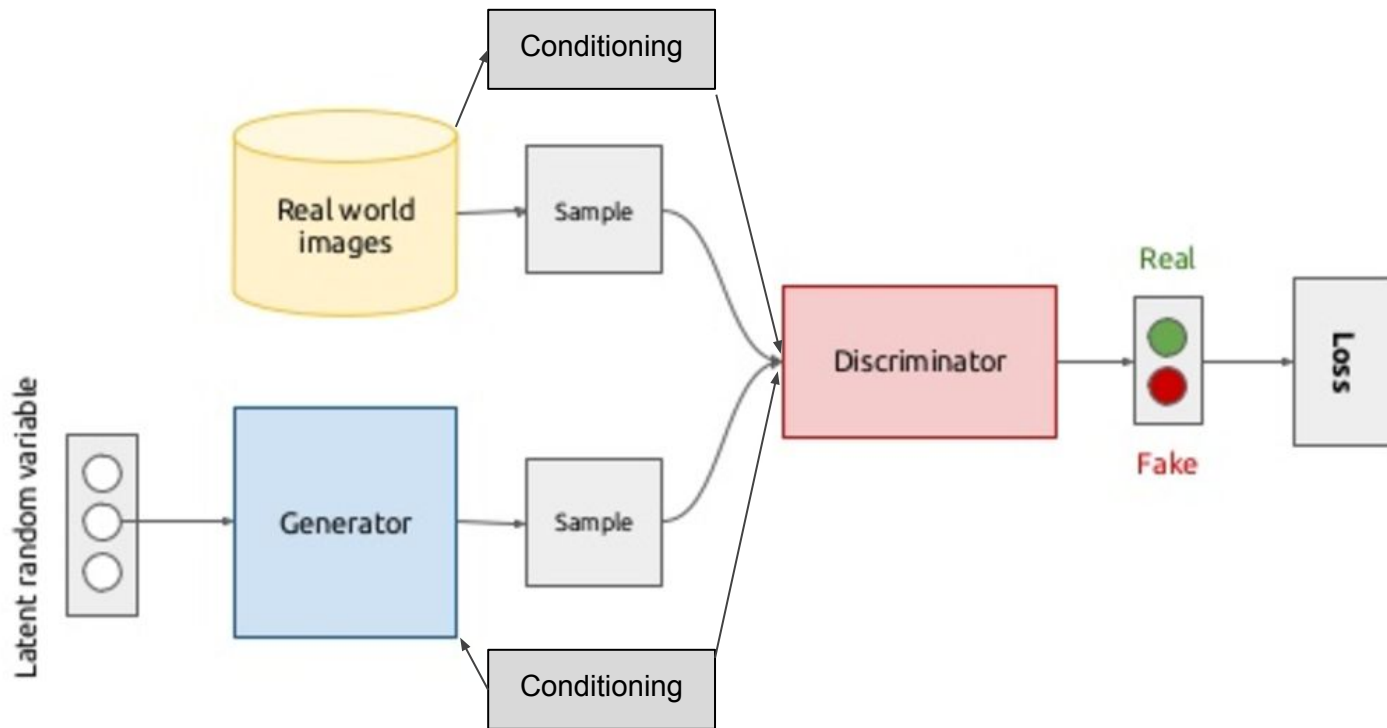 Conditioning
Real world
images
Sample
Real
Discriminator
Loss
Fake
Latent random variable
Generator
Sample
Conditioning